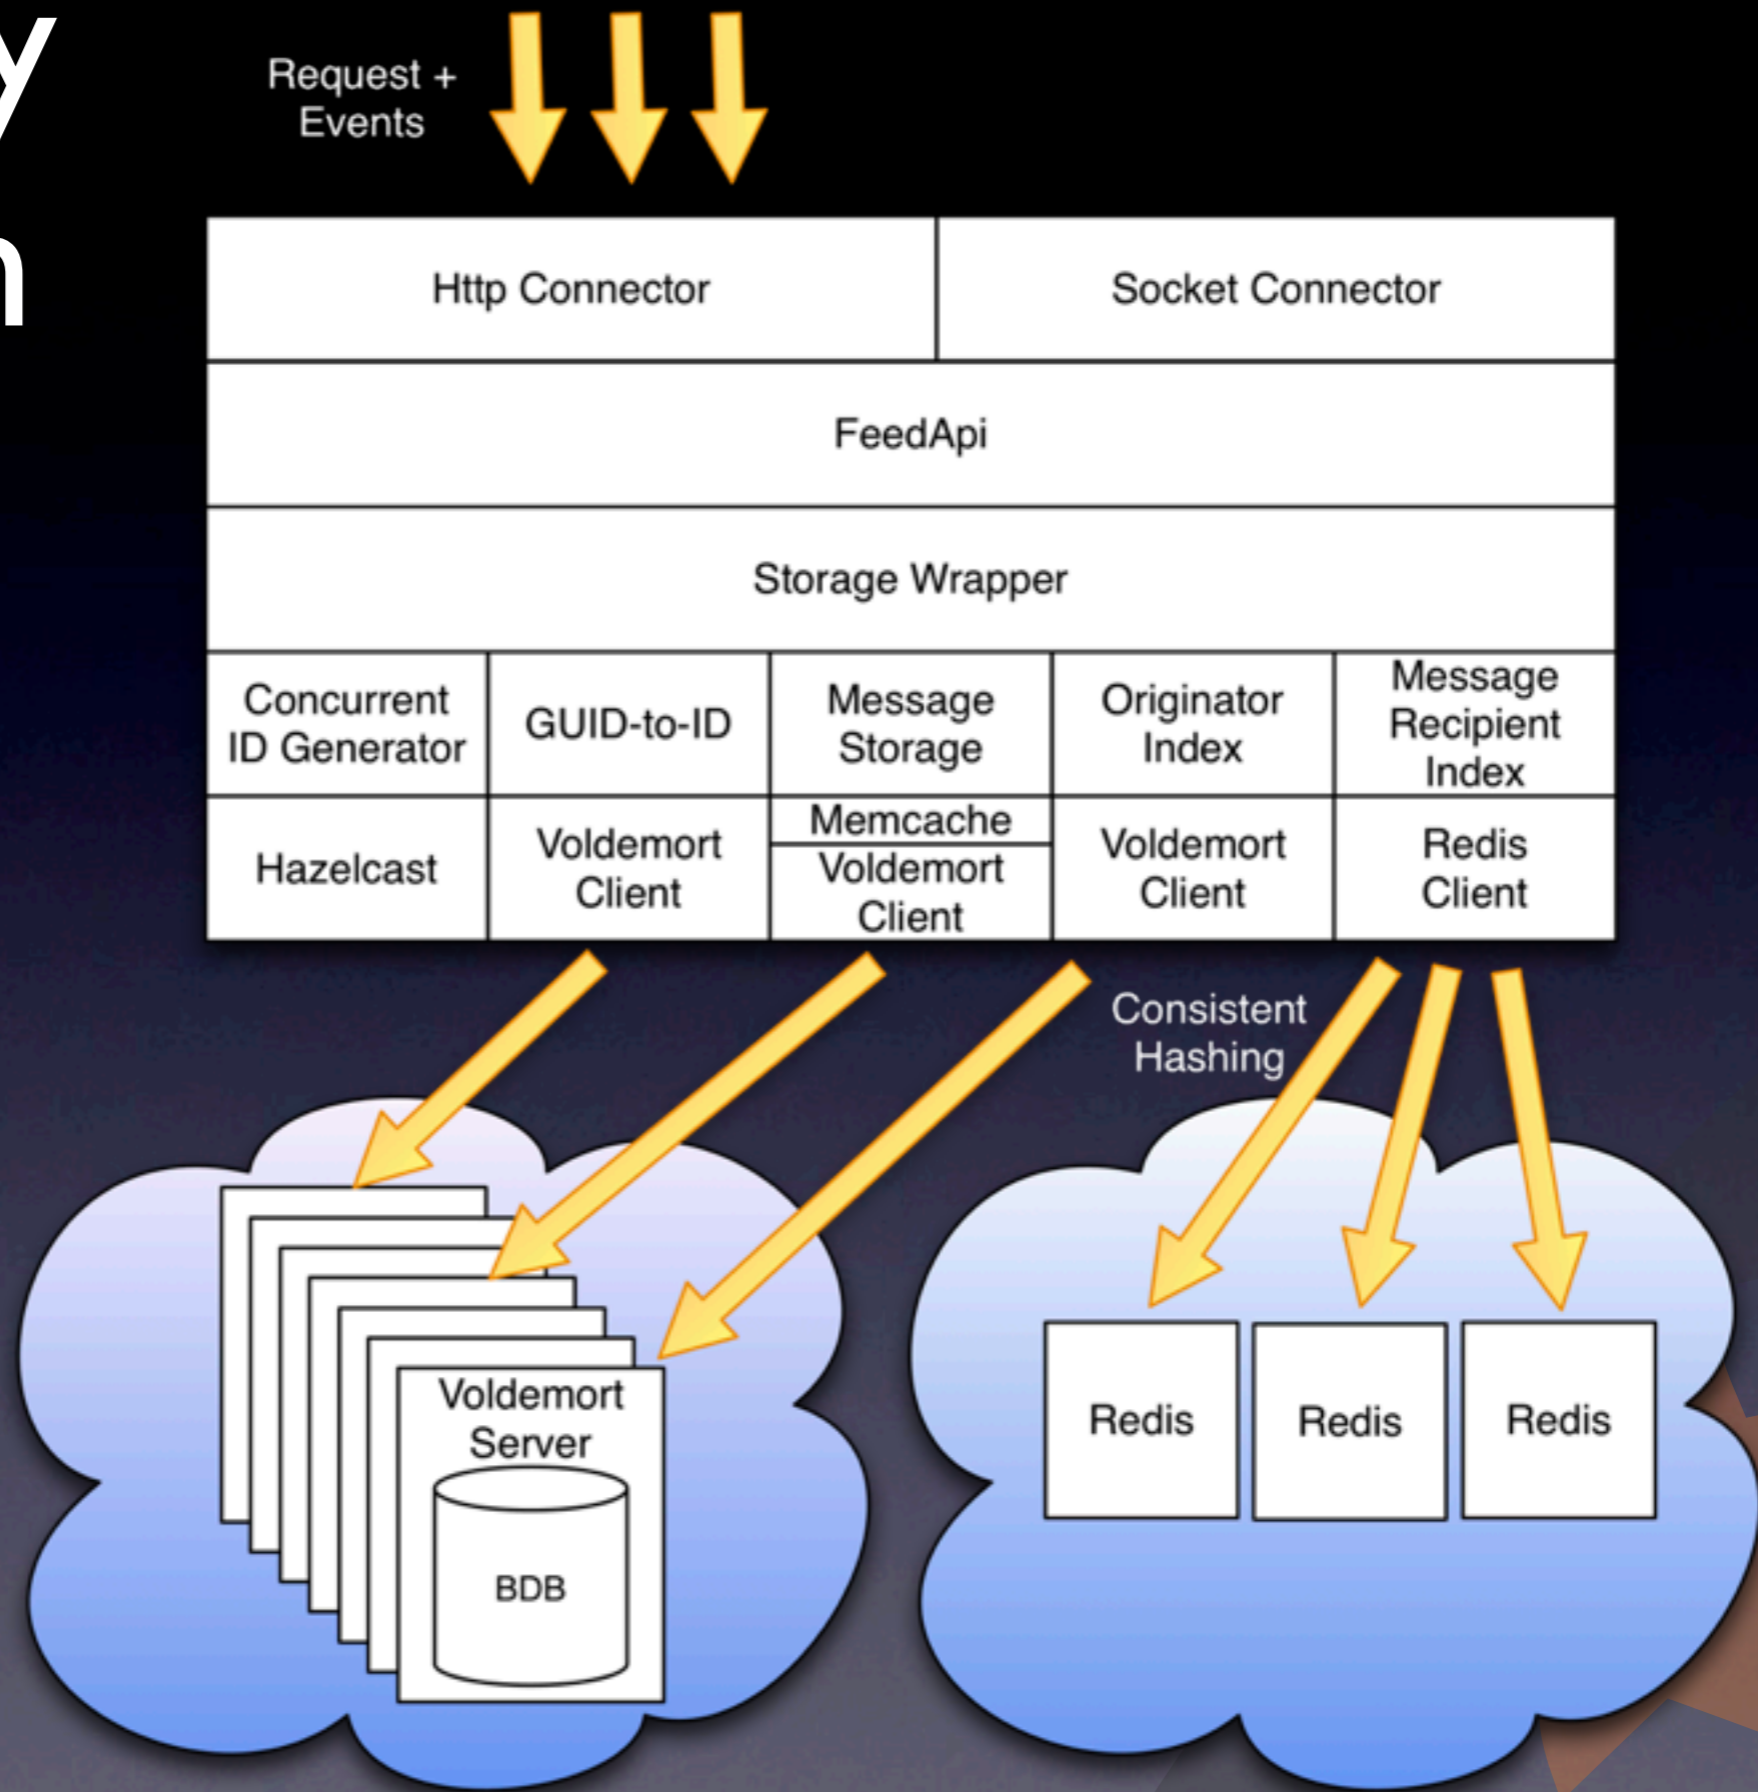 y
n
Request +
Events
Http Connector
Socket Connector
FeedApi
Storage Wrapper
Concurrent
ID Generator
GUID-to-ID
Message
Storage
Originator
Index
Message
Recipient
Index
Hazelcast
Voldemort
Client
Memcache
Voldemort
Client
Voldemort
Client
Redis
Client
Consistent
Hashing
Voldemort
Server
BDB
Redis
Redis
Redis